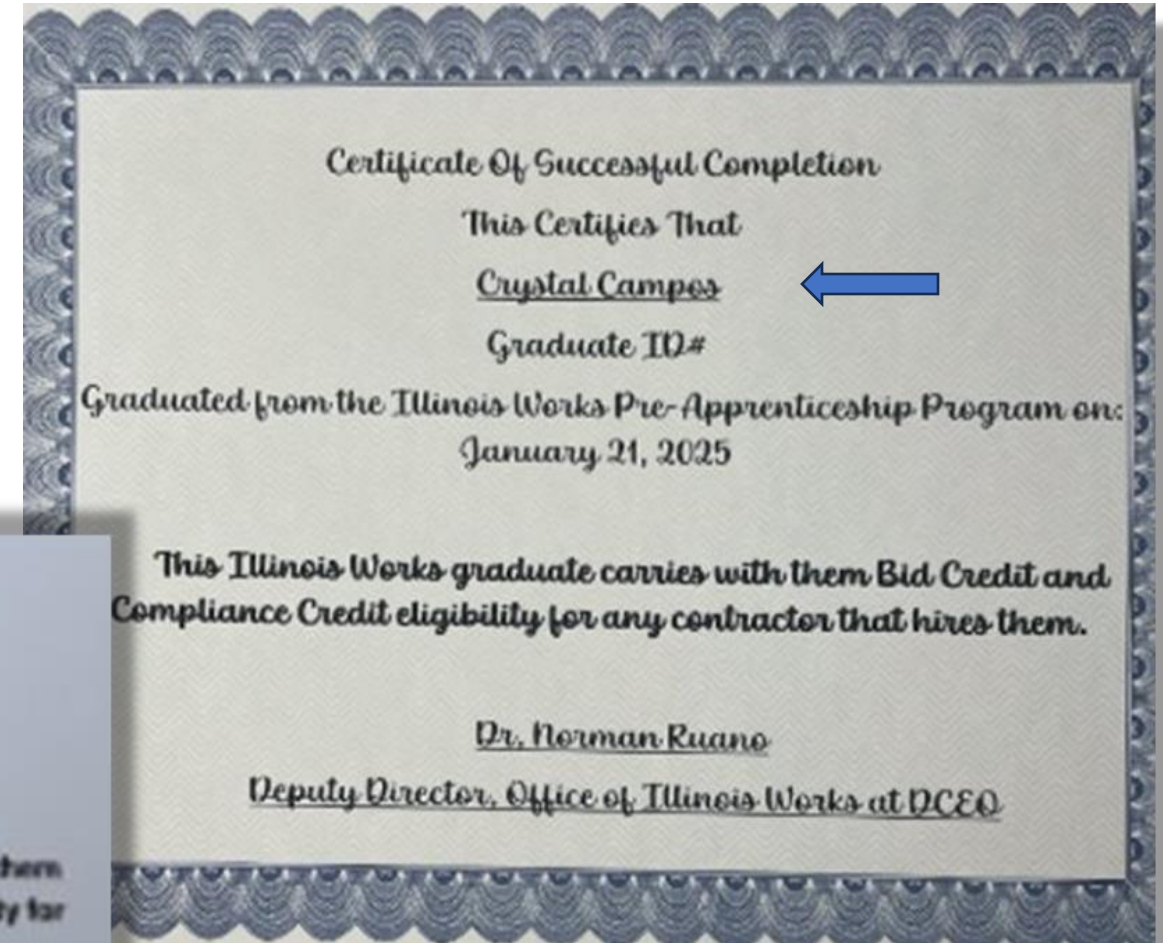 Certificate Of Successful Completion
This Certifies That
Crystal Campos
Graduate ID#
Graduated from the Illinois Works Pre-Apprenticeship Program on:
January 21, 2025
This Illinois Works graduate carries with them Bid Credit and
Compliance Credit eligibility for any contractor that hires them.
Dr. Norman Ruano
Deputy Director, Office of Illinois Works at DCEO